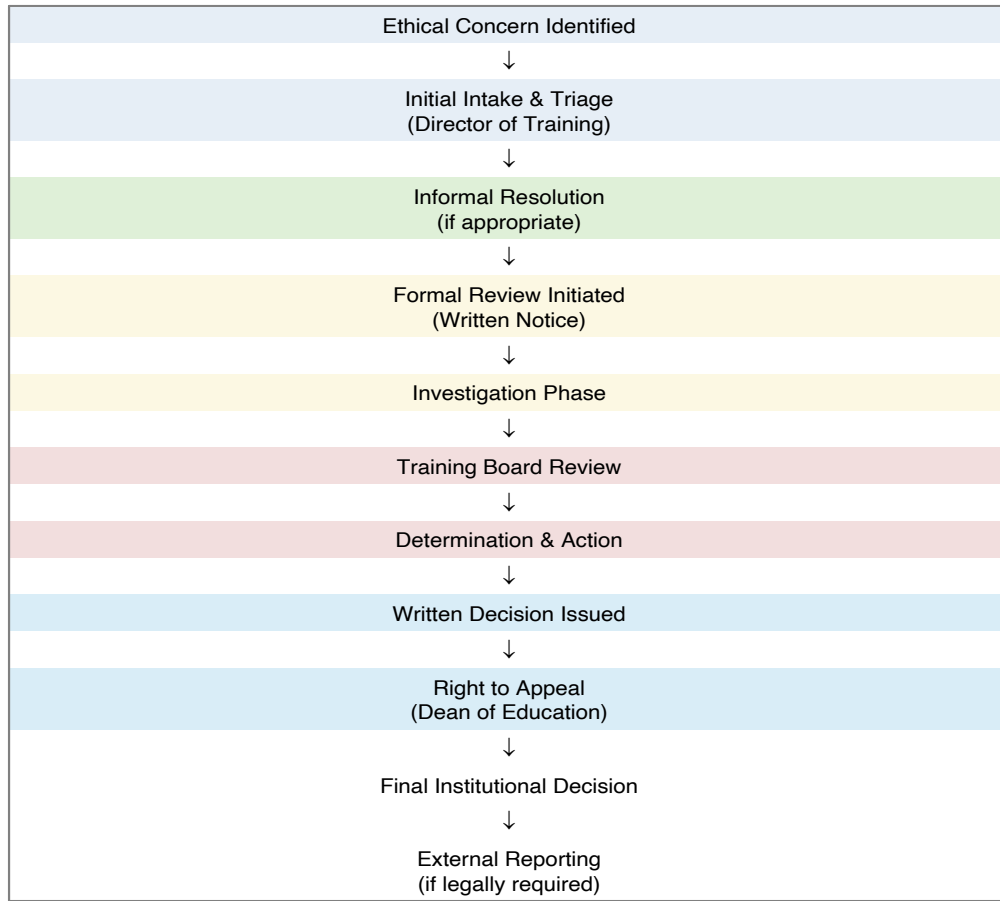 Ethical Concern Identified
↓
Initial Intake & Triage
(Director of Training)
↓
Informal Resolution
(if appropriate)
↓
Formal Review Initiated
(Written Notice)
↓
Investigation Phase
↓
Training Board Review
↓
Determination & Action
↓
Written Decision Issued
↓
Right to Appeal
(Dean of Education)
↓
Final Institutional Decision
↓
External Reporting
(if legally required)